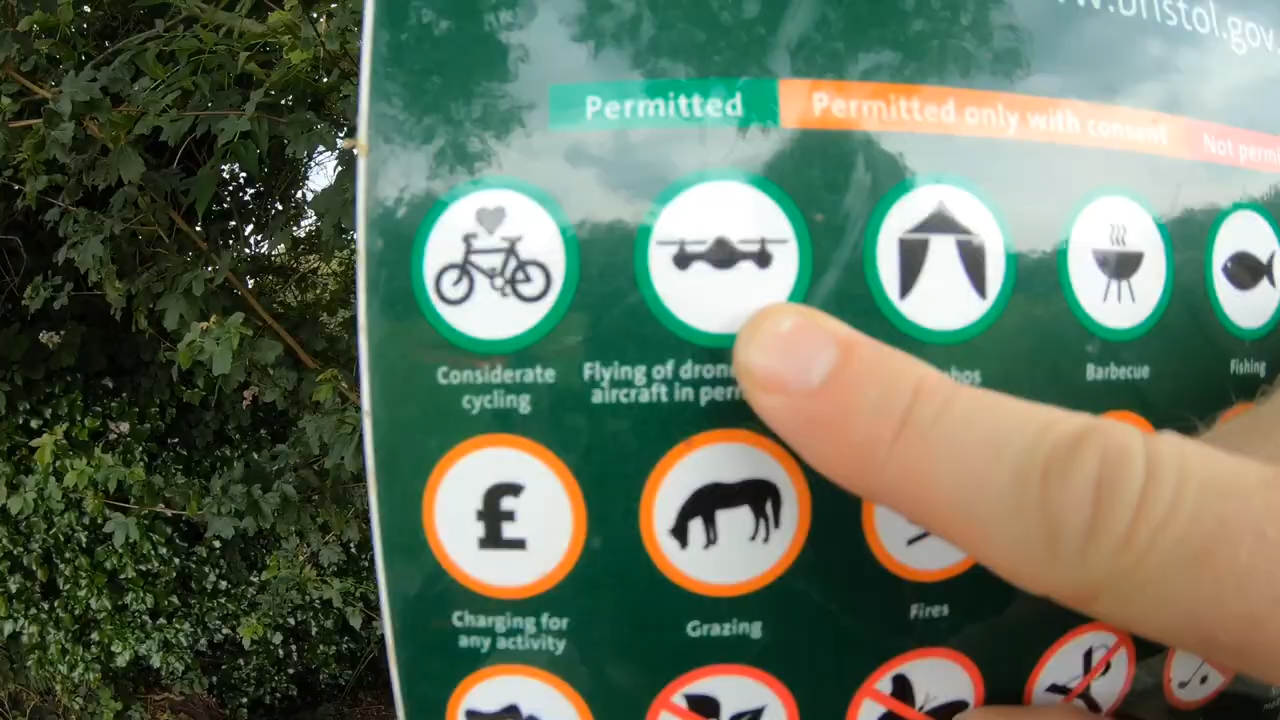 w.bristol.gov.
Permitted Permitted only with consent Not permi
Considerate
cycling
Flying of dron
aircraft in per
Barbecue
Fishing
£
Charging for
any activity
Grazing
Fires